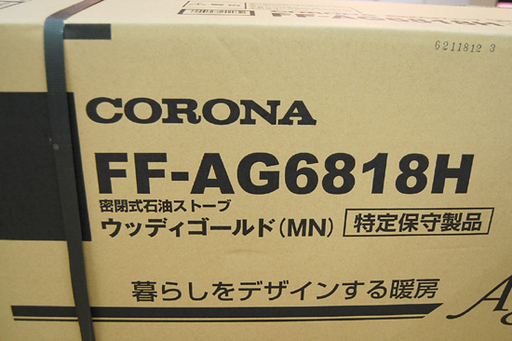 FF-AG6818H
6211812 3
CORONA
FF-AG6818H
密閉式石油ストーブ
ウッディゴールド(MN) 特定保守製品
暮らしをデザインする暖房